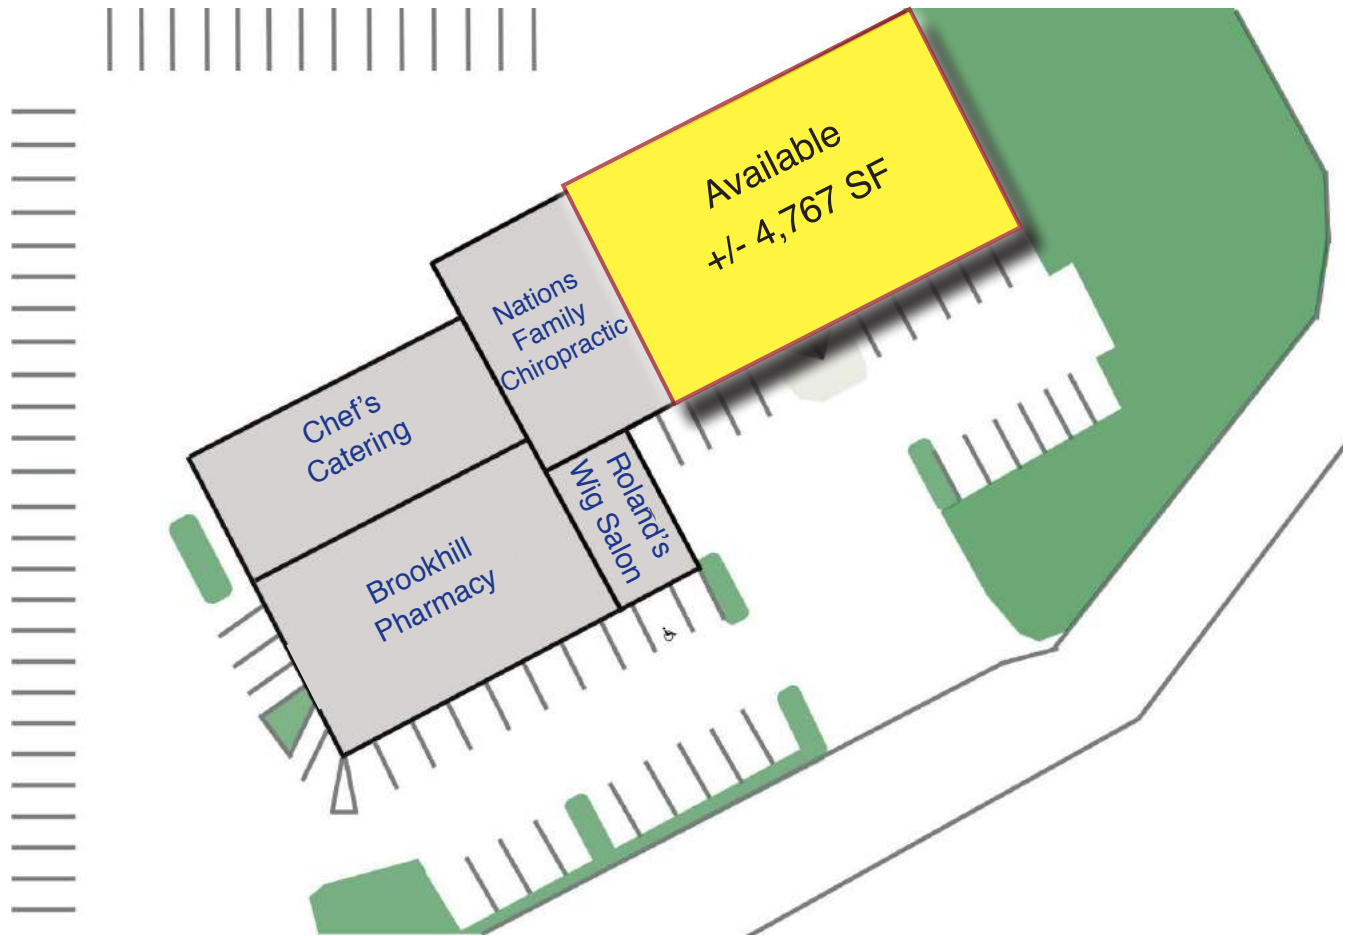 Available
+/- 4,767 SF
Nations
Family
Chiropractic
Chef's
Catering
Brookhill
Pharmacy
Roland's
Wig Salon